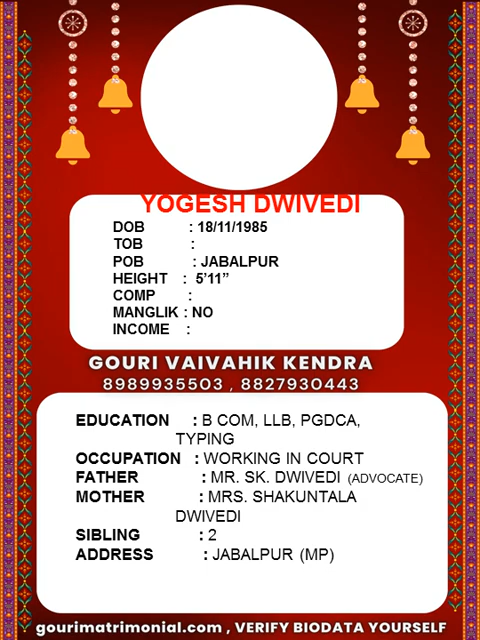 YOGESH DWIVEDI
DOB : 18/11/1985
TOB :
POB : JABALPUR
HEIGHT : 5’11”
COMP :
MANGLIK : NO
INCOME :
GOURI VAIVAHIK KENDRA
8989935503 , 8827930443
EDUCATION : B COM, LLB, PGDCA,
TYPING
OCCUPATION : WORKING IN COURT
FATHER : MR. SK. DWIVEDI (ADVOCATE)
MOTHER : MRS. SHAKUNTALA
DWIVEDI
SIBLING : 2
ADDRESS : JABALPUR (MP)
gourimatrimonial.com , VERIFY BIODATA YOURSELF